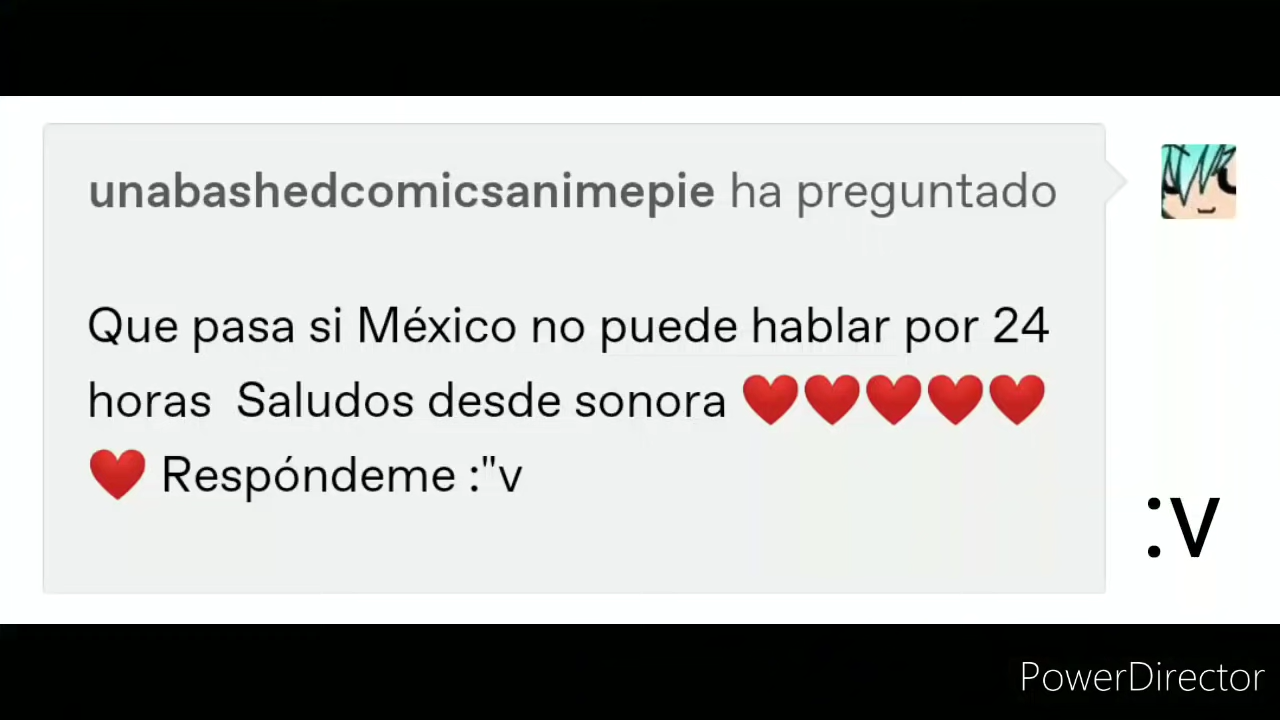 unabashedcomicsanimepie ha preguntado
Que pasa si México no puede hablar por 24
horas Saludos desde sonora ❤️❤️❤️❤️❤️
❤️ Respóndeme :"v
:v
PowerDirector